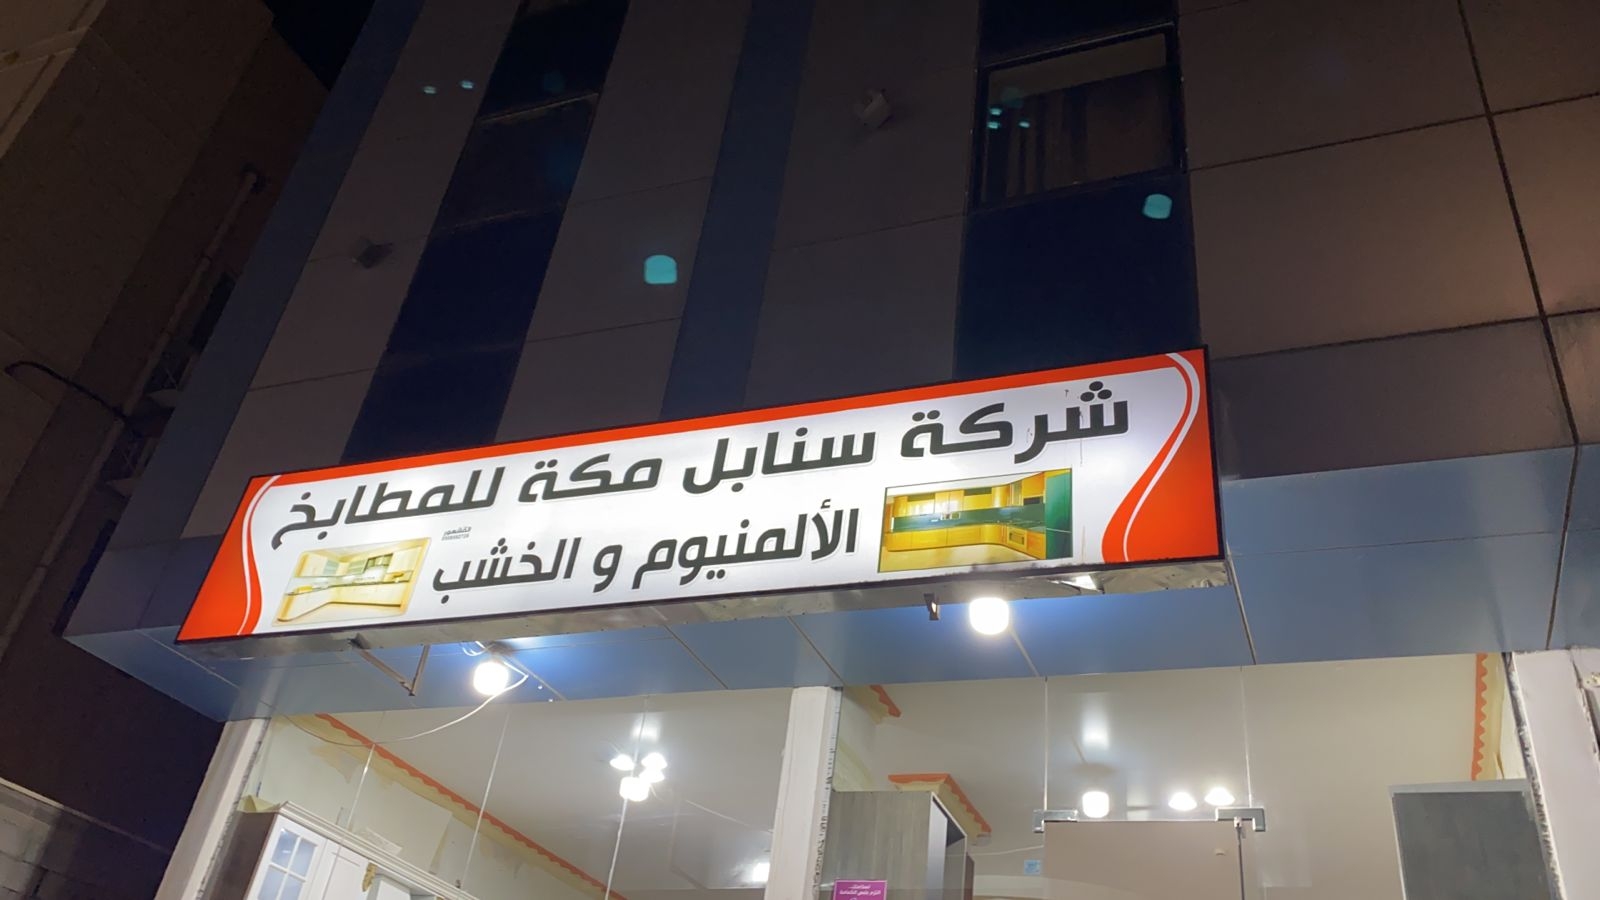 شركة سنابل مكة للمطابخ
الألمنيوم و الخشب